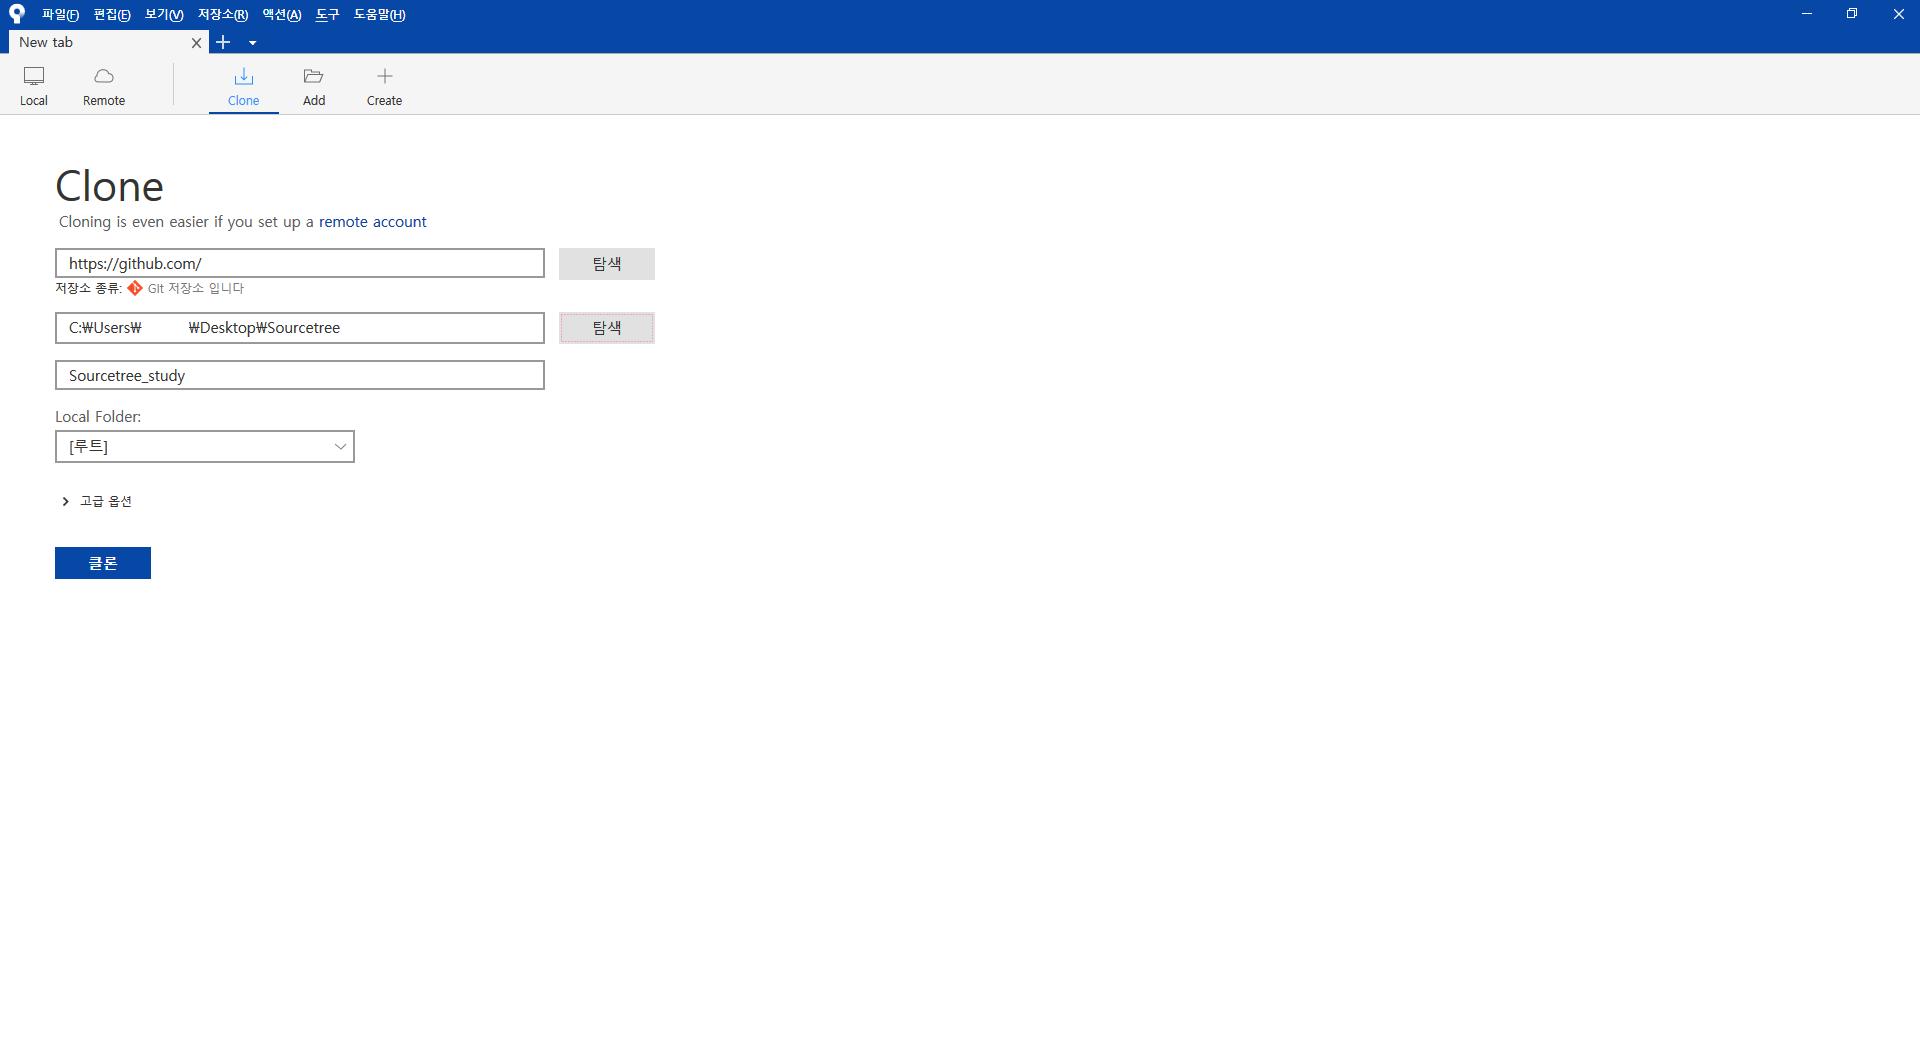 파일(F) 편집(E) 보기(V) 저장소(R) 액션(A) 도구 도움말(H)
New tab
Local Remote Clone Add Create
Clone
Cloning is even easier if you set up a remote account
https://github.com/ 탐색
저장소 종류: Git 저장소 입니다
C:₩Users₩ ₩Desktop₩Sourcetree 탐색
Sourcetree_study
Local Folder:
[루트]
고급 옵션
클론